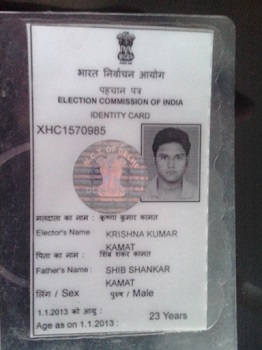 भारत निर्वाचन आयोग
पहचान पत्र
ELECTION COMMISSION OF INDIA
IDENTITY CARD
XHC1570985
मतदाता का नाम : कृष्णा कुमार कामत
Elector's Name : KRISHNA KUMAR
KAMAT
पिता का नाम : शिब शंकर कामत
Father's Name : SHIB SHANKAR
KAMAT
लिंग / Sex पुरुष / Male
1.1.2013 को आयु :
Age as on 1.1.2013 : 23 Years